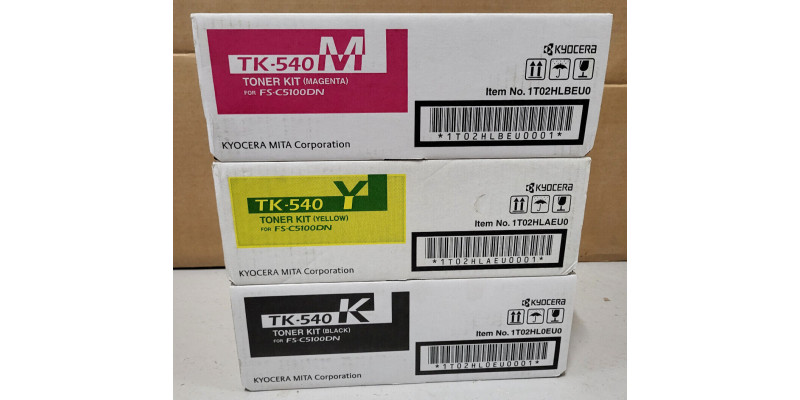 TK-540 M
TONER KIT (MAGENTA)
FOR FS-C5100DN
KYOCERA MITA Corporation
KYOCERA
Item No. 1T02HLBEU0
*1T02HLBEU0001*
TK-540 Y
TONER KIT (YELLOW)
FOR FS-C5100DN
KYOCERA MITA Corporation
KYOCERA
Item No. 1T02HLAEU0
*1T02HLAEU0001*
TK-540 K
TONER KIT (BLACK)
FOR FS-C5100DN
KYOCERA MITA Corporation
KYOCERA
Item No. 1T02HL0EU0
*1T02HL0EU0001*